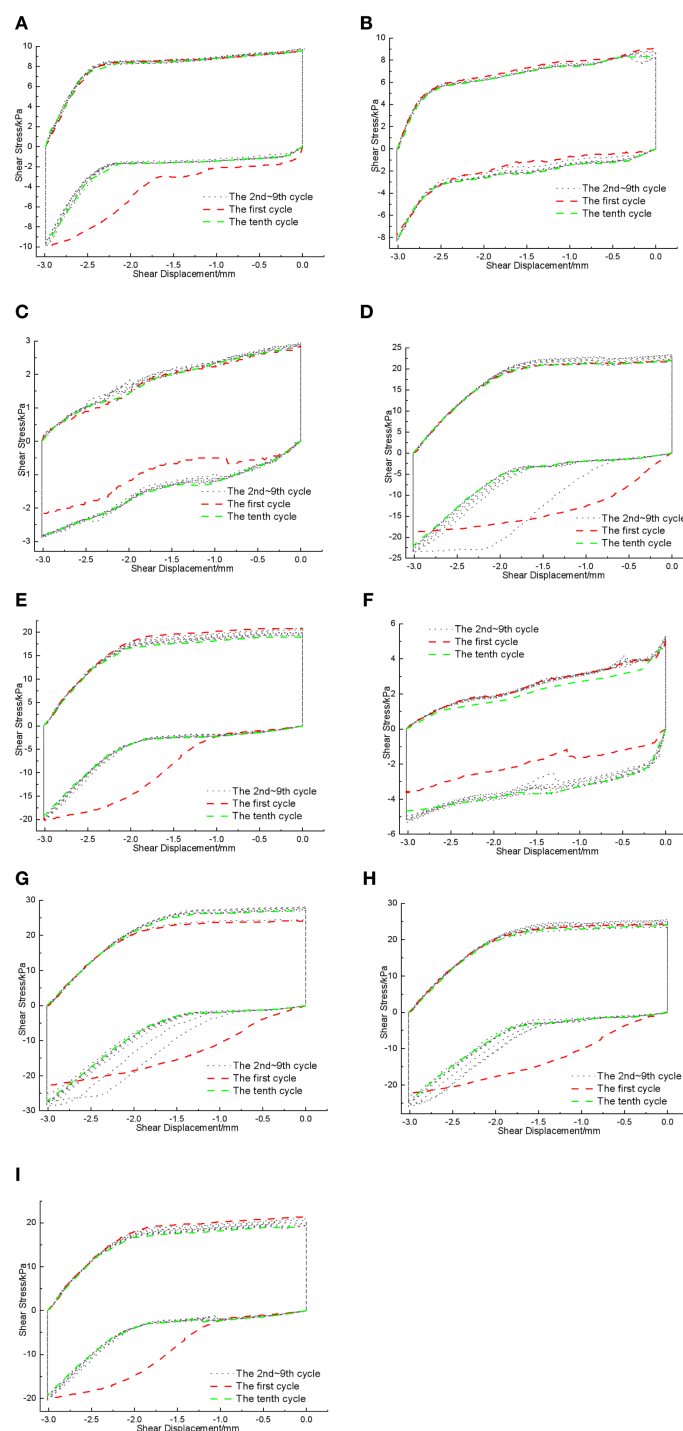 A
B
10
8
6
4
2
0
-2
-4
-6
-8
-10
Shear Stress/kPa
The 2nd~9th cycle
The first cycle
The tenth cycle
-3.0 -2.5 -2.0 -1.5 -1.0 -0.5 0.0
Shear Displacement/mm
10
8
6
4
2
0
-2
-4
-6
-8
Shear Stress/kPa
The 2nd~9th cycle
The first cycle
The tenth cycle
-3.0 -2.5 -2.0 -1.5 -1.0 -0.5 0.0
Shear Displacement/mm
C
D
3
2
1
0
-1
-2
-3
Shear Stress/kPa
The 2nd~9th cycle
The first cycle
The tenth cycle
-3.0 -2.5 -2.0 -1.5 -1.0 -0.5 0.0
Shear Displacement/mm
25
20
15
10
5
0
-5
-10
-15
-20
-25
Shear Stress/kPa
The 2nd~9th cycle
The first cycle
The tenth cycle
-3.0 -2.5 -2.0 -1.5 -1.0 -0.5 0.0
Shear Displacement/mm
E
F
20
15
10
5
0
-5
-10
-15
-20
Shear Stress/kPa
The 2nd~9th cycle
The first cycle
The tenth cycle
-3.0 -2.5 -2.0 -1.5 -1.0 -0.5 0.0
Shear Displacement/mm
6
4
2
0
-2
-4
-6
Shear Stress/kPa
The 2nd~9th cycle
The first cycle
The tenth cycle
-3.0 -2.5 -2.0 -1.5 -1.0 -0.5 0.0
Shear Displacement/mm
G
H
30
20
10
0
-10
-20
-30
Shear Stress/kPa
The 2nd~9th cycle
The first cycle
The tenth cycle
-3.0 -2.5 -2.0 -1.5 -1.0 -0.5 0.0
Shear Displacement/mm
30
20
10
0
-10
-20
Shear Stress/kPa
The 2nd~9th cycle
The first cycle
The tenth cycle
-3.0 -2.5 -2.0 -1.5 -1.0 -0.5 0.0
Shear Displacement/mm
I
20
10
0
-10
-20
Shear Stress/kPa
The 2nd~9th cycle
The first cycle
The tenth cycle
-3.0 -2.5 -2.0 -1.5 -1.0 -0.5 0.0
Shear Displacement/mm